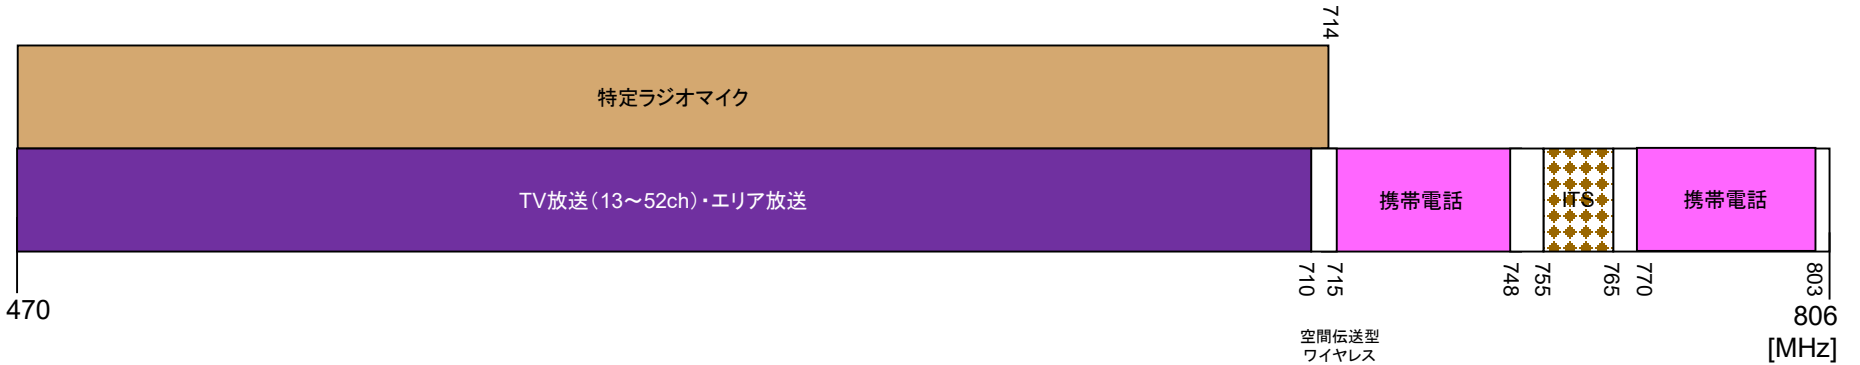 714
特定ラジオマイク
TV放送（13～52ch）・エリア放送
携帯電話
ITS
携帯電話
710
715
748
755
765
770
803
470
806
[MHz]
空間伝送型
ワイヤレス